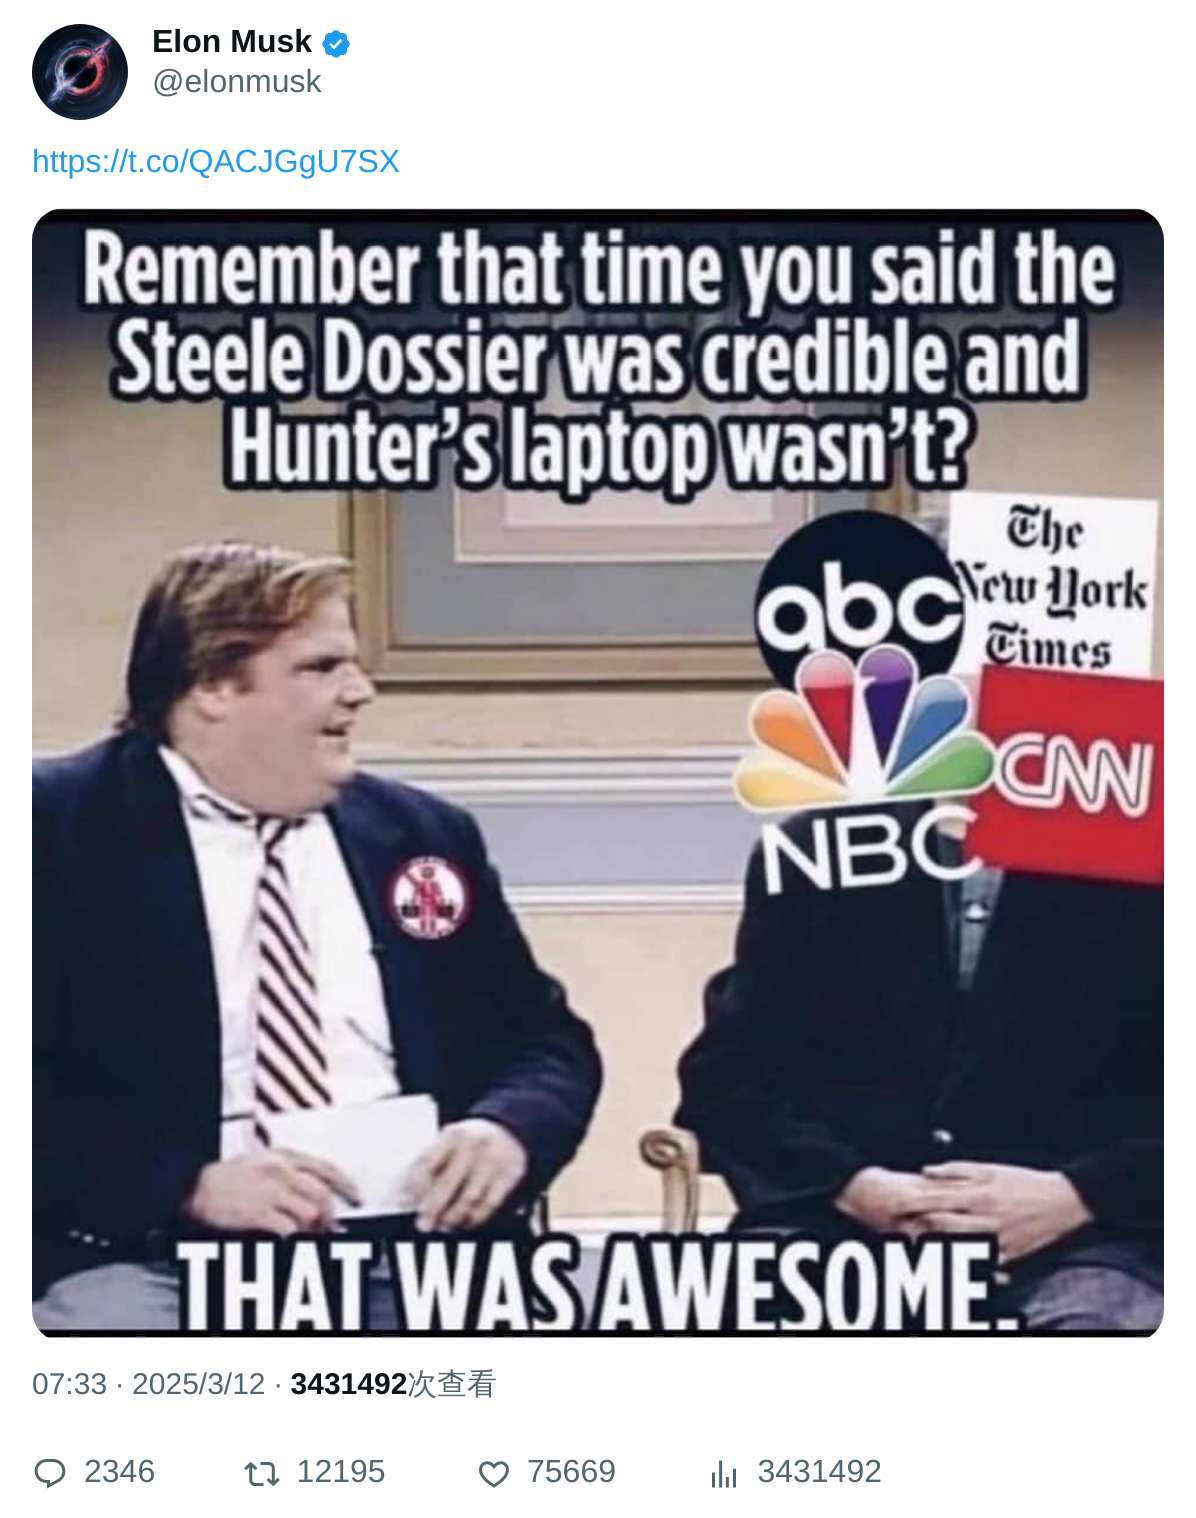 Elon Musk
@elonmusk
https://t.co/QACJGgU7SX
Remember that time you said the
Steele Dossier was credible and
Hunter's laptop wasn't?
The
New York
Times
abc
CNN
NBC
THAT WAS AWESOME.
07:33 · 2025/3/12 · 3431492次查看
2346 12195 75669 3431492